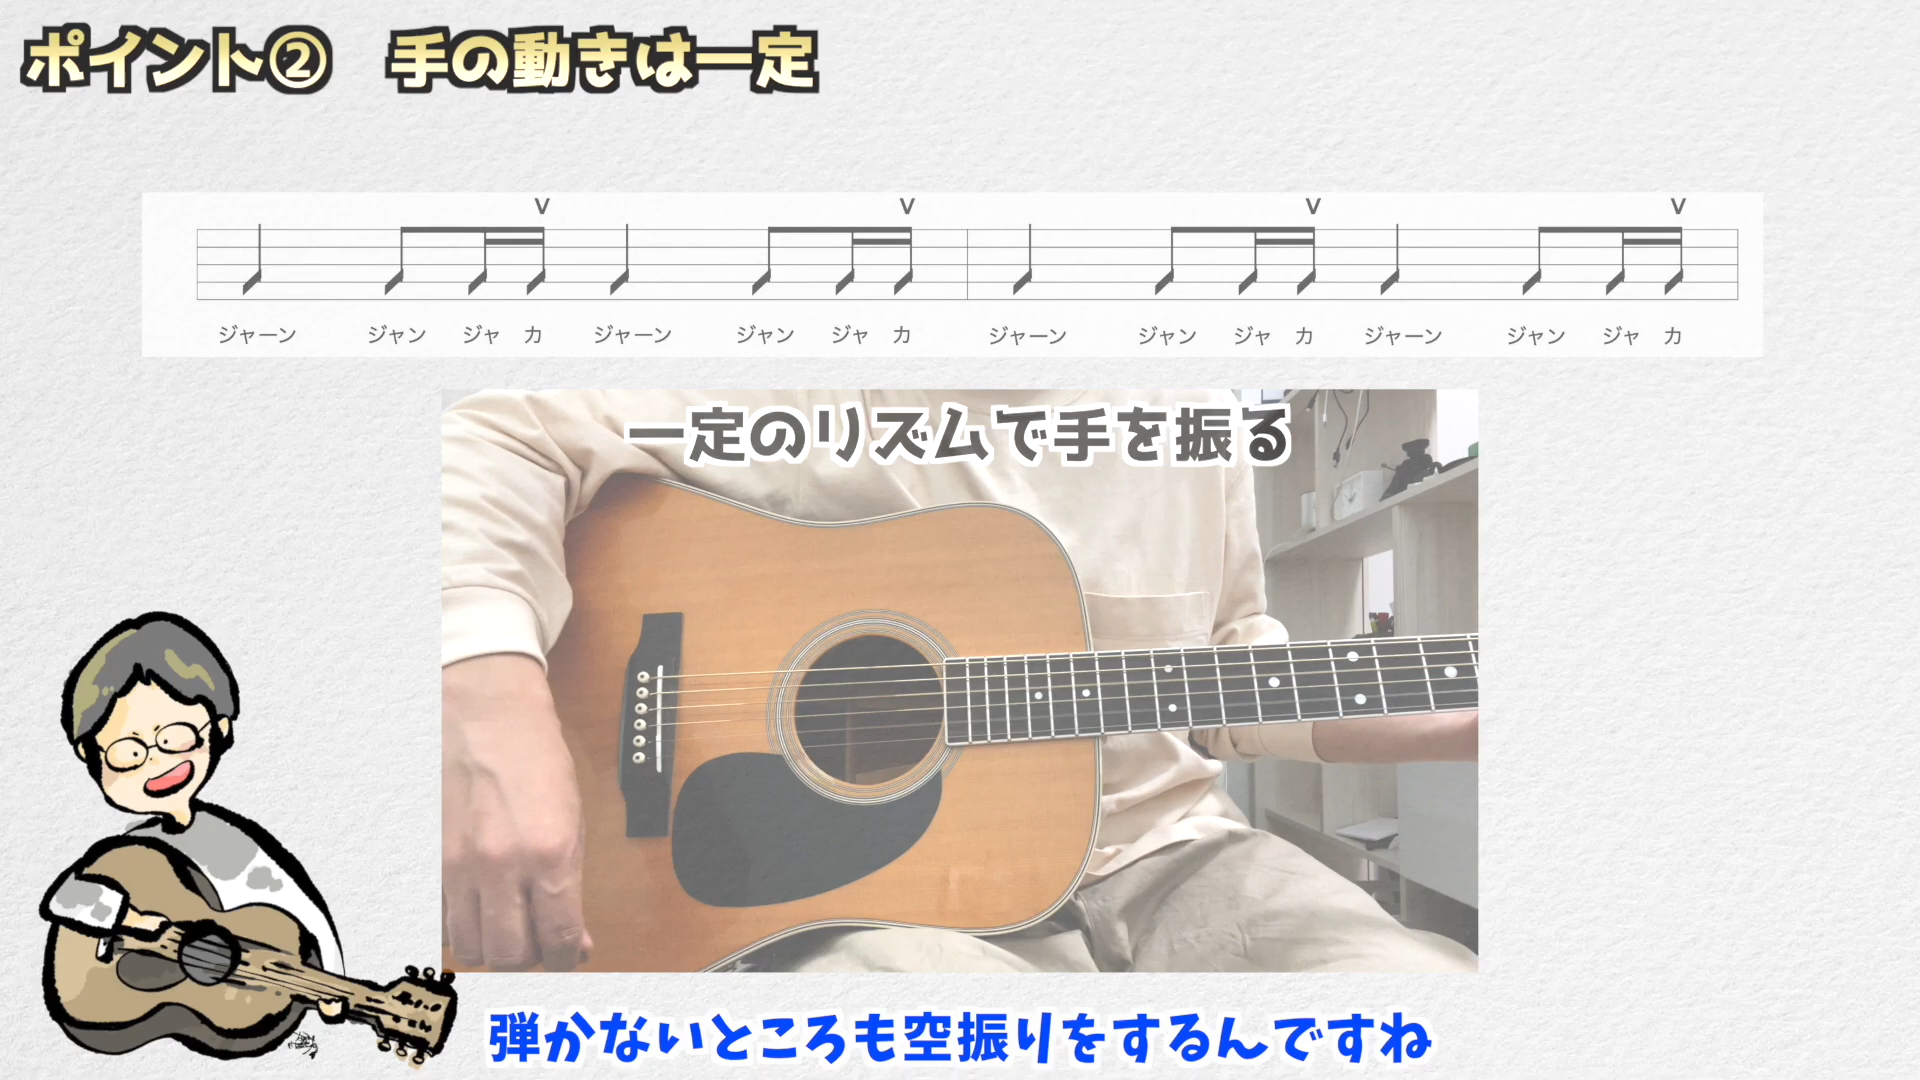 ポイント② 手の動きは一定
V V V V
ジャーン ジャン ジャ カ ジャーン ジャン ジャ カ ジャーン ジャン ジャ カ ジャーン ジャン ジャ カ
一定のリズムで手を振る
弾かないところも空振りをするんですね